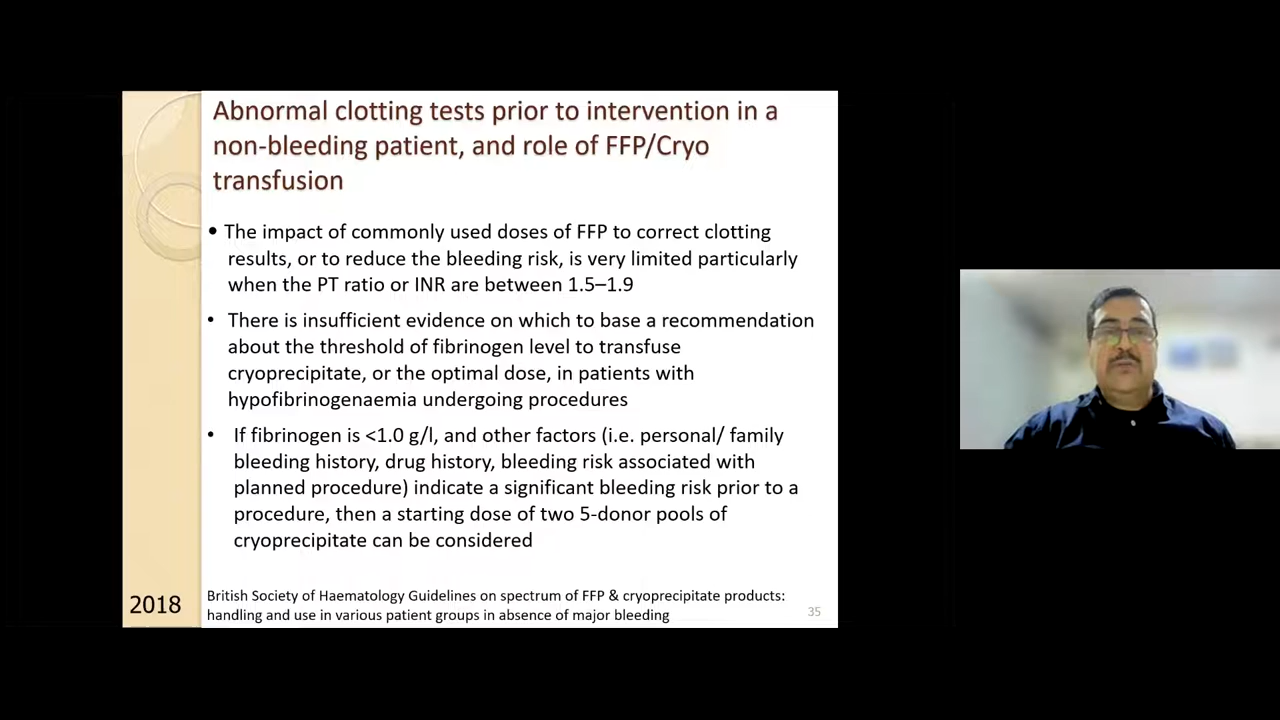 Abnormal clotting tests prior to intervention in a
non-bleeding patient, and role of FFP/Cryo
transfusion
• The impact of commonly used doses of FFP to correct clotting
results, or to reduce the bleeding risk, is very limited particularly
when the PT ratio or INR are between 1.5–1.9
• There is insufficient evidence on which to base a recommendation
about the threshold of fibrinogen level to transfuse
cryoprecipitate, or the optimal dose, in patients with
hypofibrinogenaemia undergoing procedures
• If fibrinogen is <1.0 g/l, and other factors (i.e. personal/ family
bleeding history, drug history, bleeding risk associated with
planned procedure) indicate a significant bleeding risk prior to a
procedure, then a starting dose of two 5-donor pools of
cryoprecipitate can be considered
2018
British Society of Haematology Guidelines on spectrum of FFP & cryoprecipitate products:
handling and use in various patient groups in absence of major bleeding
35